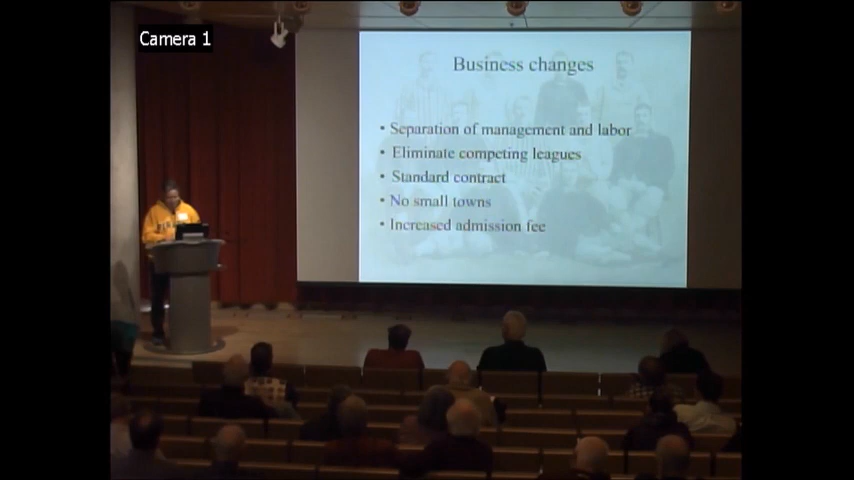 Camera 1
Business changes
• Separation of management and labor
• Eliminate competing leagues
• Standard contract
• No small towns
• Increased admission fee